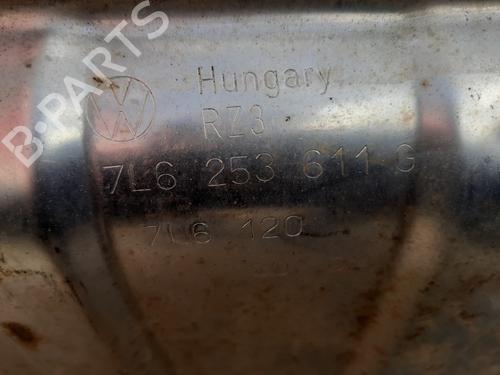 B-PARTS
Hungary
RZ3
7L6 253 611 G
7L6 120